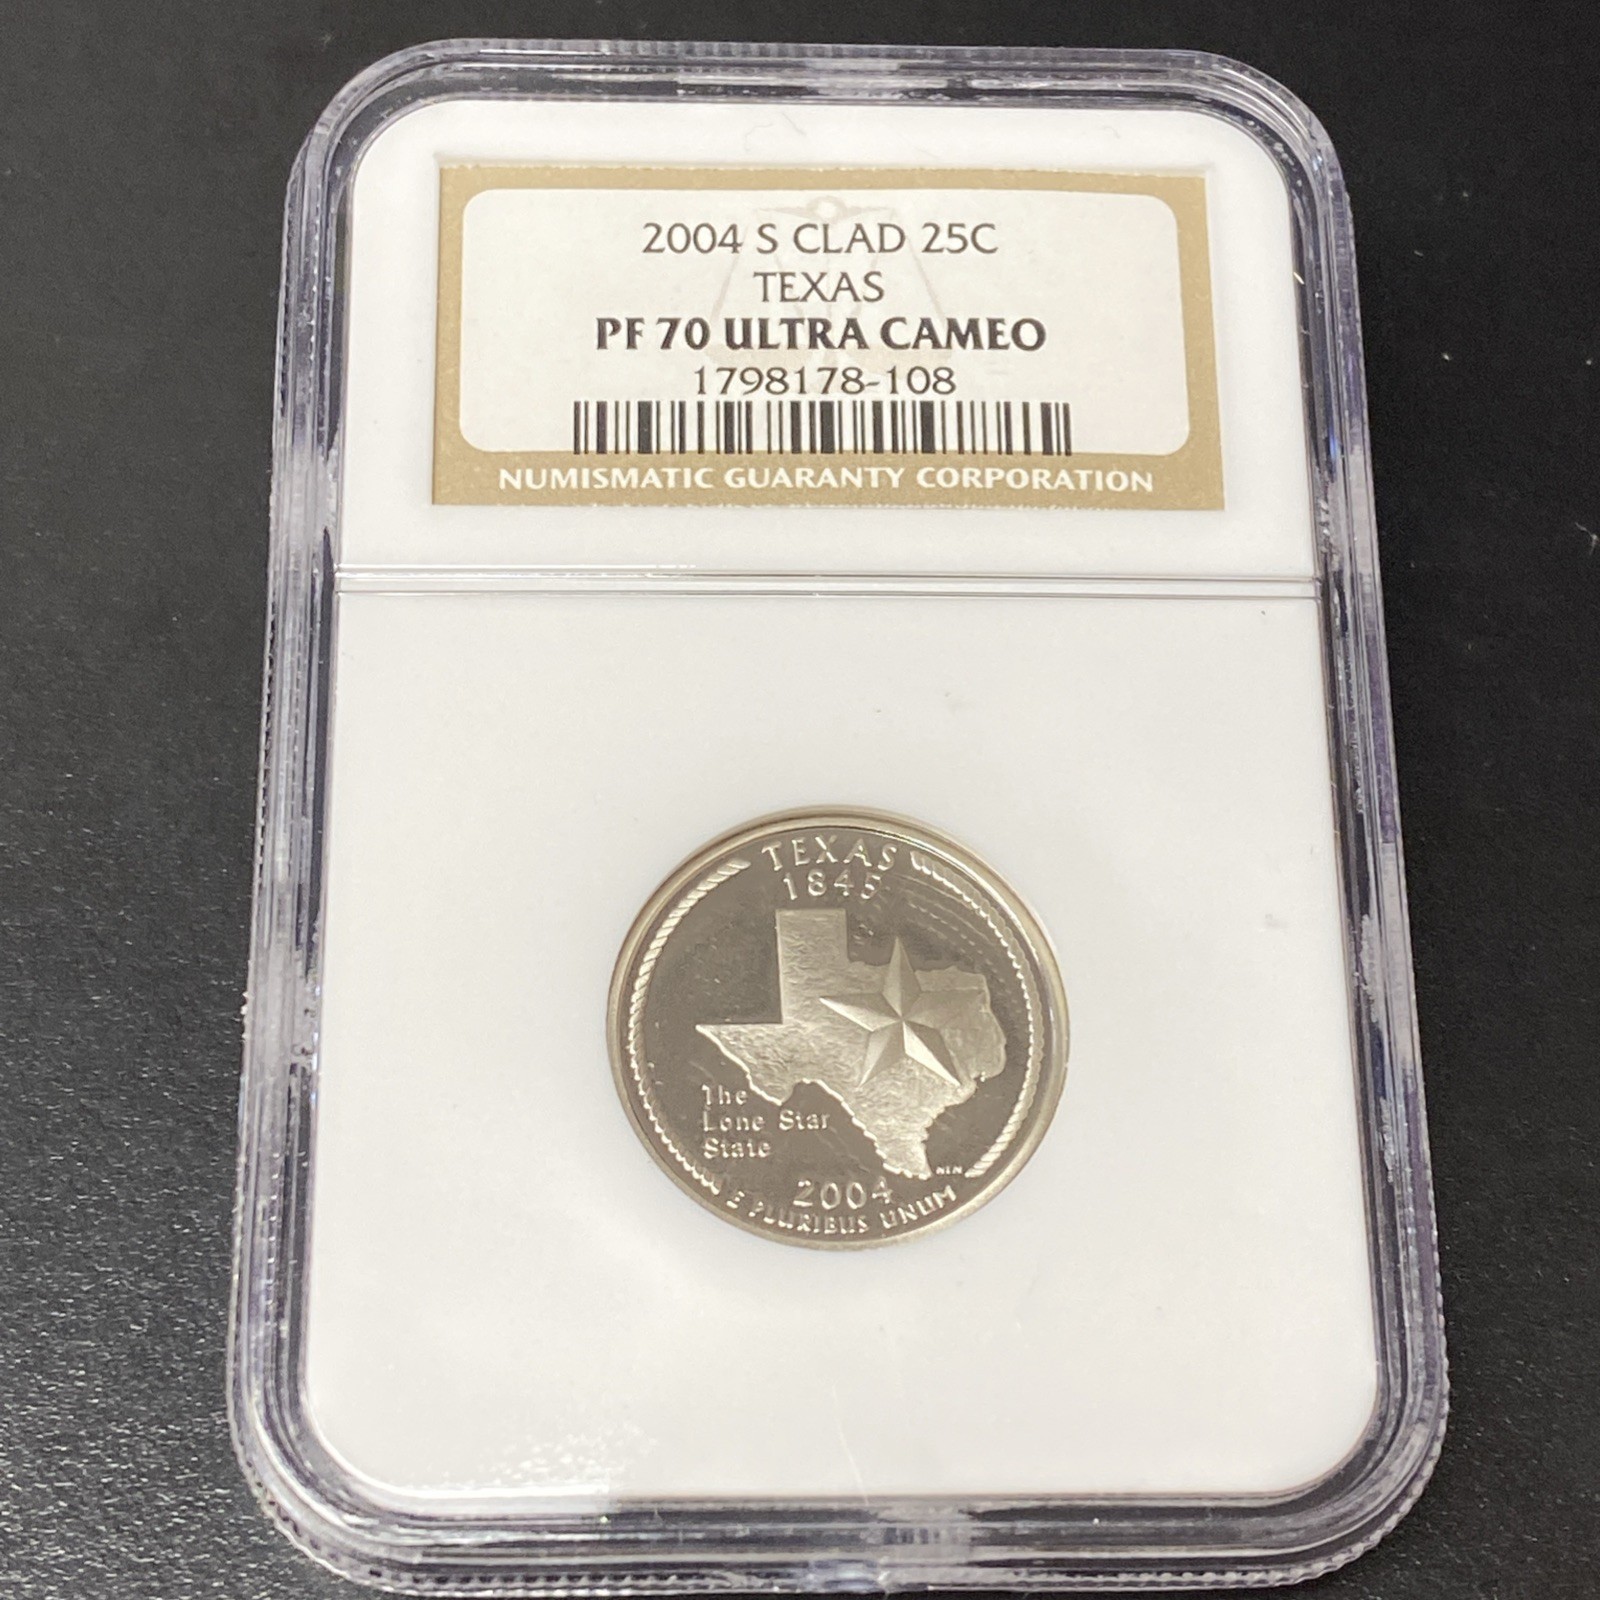 2004 S CLAD 25C
TEXAS
PF 70 ULTRA CAMEO
1798178-108
NUMISMATIC GUARANTY CORPORATION
TEXAS
1845
The
Lone Star
State
2004
E PLURIBUS UNUM